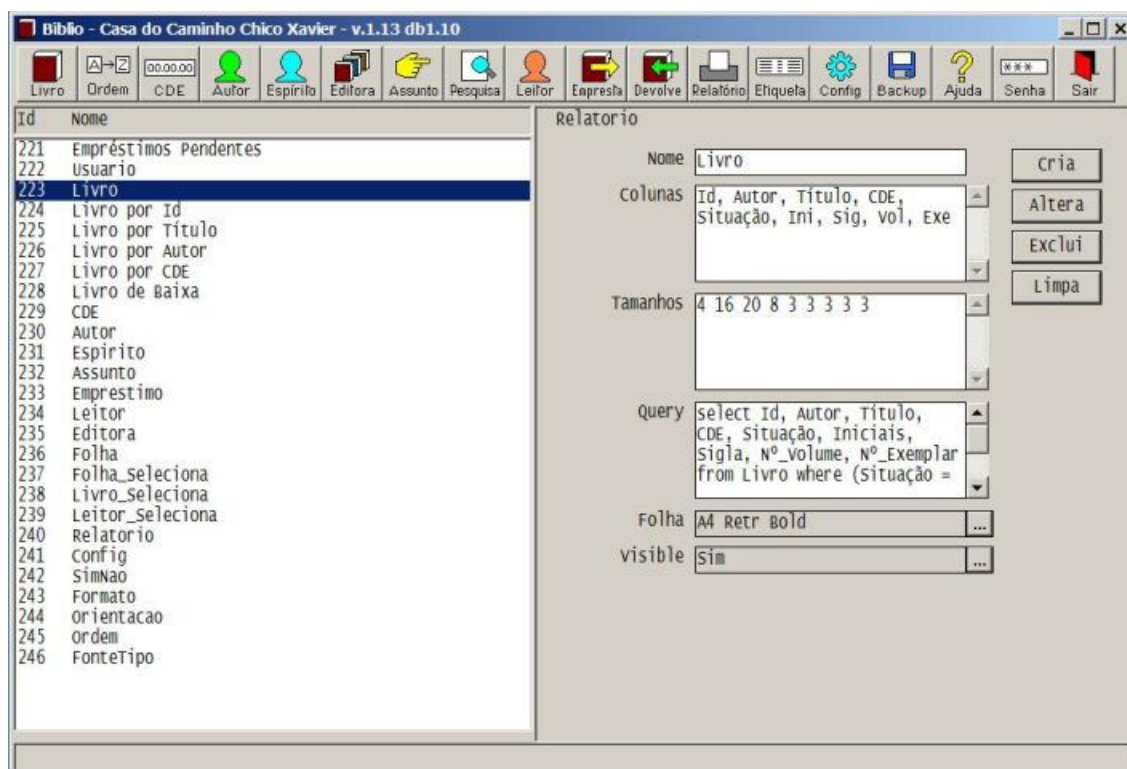 Biblio - Casa do Caminho Chico Xavier - v.1.13 db1.10
Livro Ordem CDE Autor Espírito Editora Assunto Pesquisa Leitor Empresta Devolve Relatório Etiqueta Config Backup Ajuda Senha Sair
Id Nome
221 Empréstimos Pendentes
222 Usuario
223 Livro
224 Livro por Id
225 Livro por Título
226 Livro por Autor
227 Livro por CDE
228 Livro de Baixa
229 CDE
230 Autor
231 Espirito
232 Assunto
233 Emprestimo
234 Leitor
235 Editora
236 Folha
237 Folha_Seleciona
238 Livro_Seleciona
239 Leitor_Seleciona
240 Relatorio
241 Config
242 SimNao
243 Formato
244 Orientacao
245 Ordem
246 FonteTipo
Relatorio
Nome Livro
Colunas Id, Autor, Título, CDE,
Situação, Ini, Sig, Vol, Exe
Tamanhos 4 16 20 8 3 3 3 3 3
Query select Id, Autor, Título,
CDE, Situação, Iniciais,
Sigla, Nº_Volume, Nº_Exemplar
from Livro where (Situação =
Folha A4 Retr Bold ...
Visible Sim ...
Cria
Altera
Exclui
Limpa